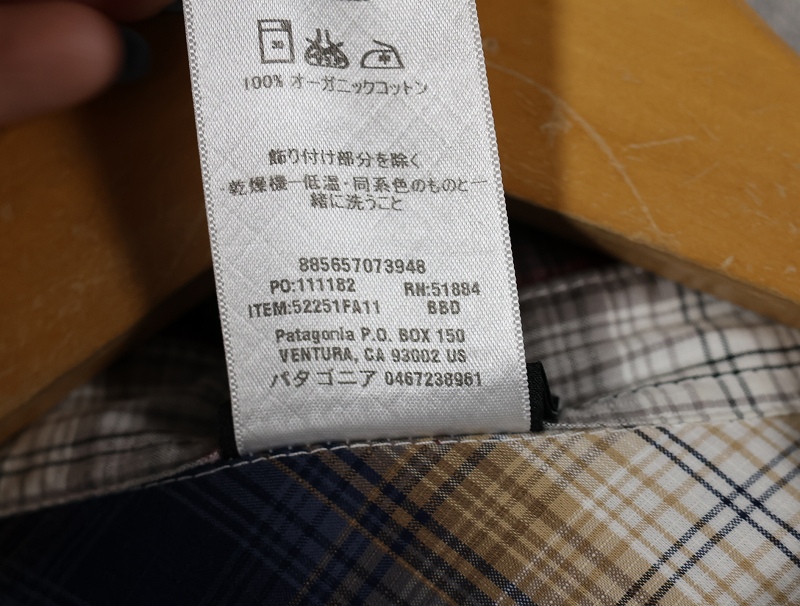 100% オーガニックコットン
飾り付け部分を除く
乾燥機一低温・同系色のものと一
緒に洗うこと
885657073948
PO:111182 RN:51884
ITEM:52251FA11 BBD
Patagonia P.O. BOX 150
VENTURA, CA 93002 US
パタゴニア 0467238961